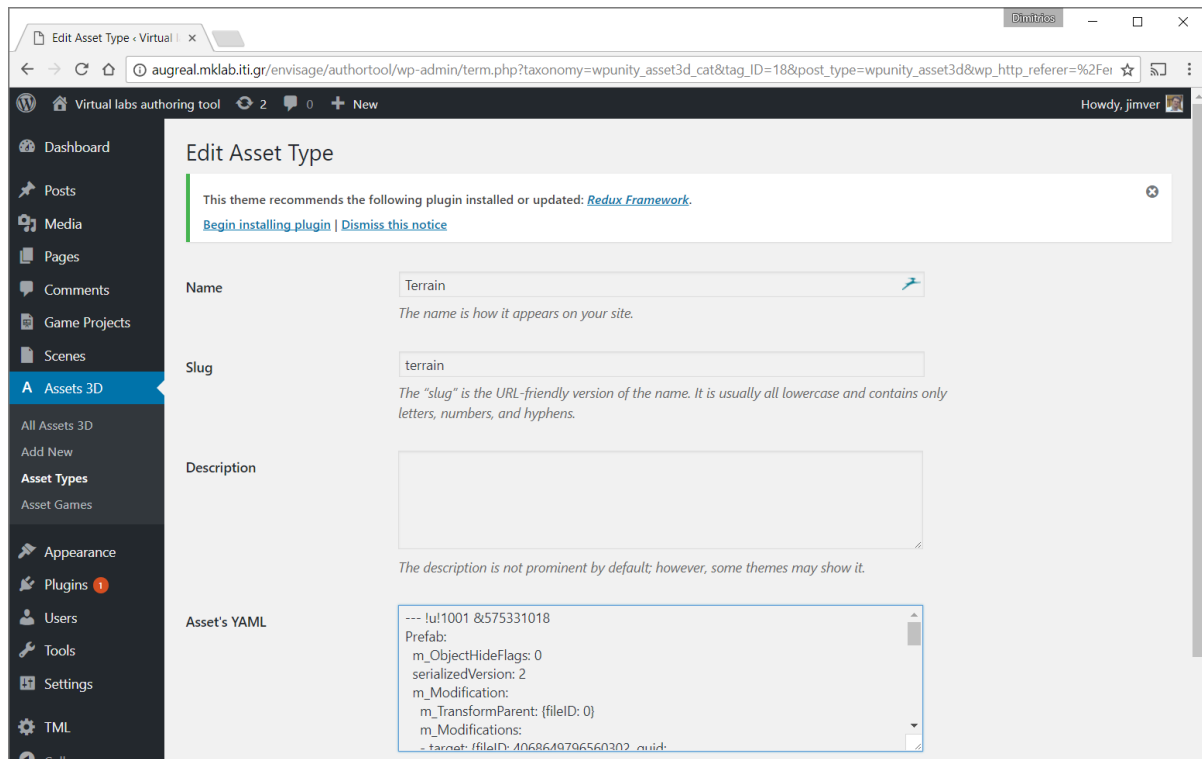 Dimitrios
Edit Asset Type ‹ Virtual l
augreal.mklab.iti.gr/envisage/authortool/wp-admin/term.php?taxonomy=wpunity_asset3d_cat&tag_ID=18&post_type=wpunity_asset3d&wp_http_referer=%2Fen
Virtual labs authoring tool 2 0 + New Howdy, jimver
Dashboard
Posts
Media
Pages
Comments
Game Projects
Scenes
A Assets 3D
All Assets 3D
Add New
Asset Types
Asset Games
Appearance
Plugins 1
Users
Tools
Settings
TML
Edit Asset Type
This theme recommends the following plugin installed or updated: Redux Framework.
Begin installing plugin | Dismiss this notice
Name
Terrain
The name is how it appears on your site.
Slug
terrain
The “slug” is the URL-friendly version of the name. It is usually all lowercase and contains only
letters, numbers, and hyphens.
Description
The description is not prominent by default; however, some themes may show it.
Asset's YAML
--- !u!1001 &575331018
Prefab:
m_ObjectHideFlags: 0
serializedVersion: 2
m_Modification:
m_TransformParent: {fileID: 0}
m_Modifications:
- target: {fileID: 4068649796560302, guid: